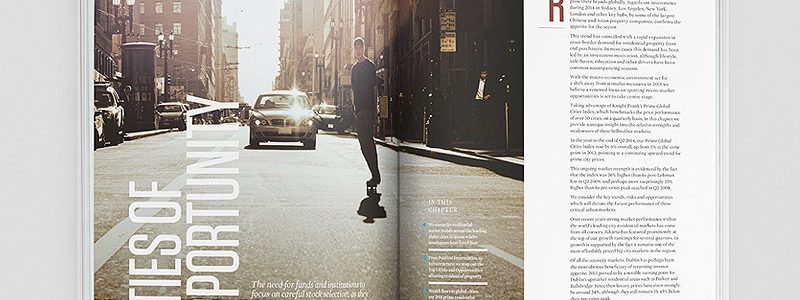 TIES OF
PPORTUNITY
The need for funds and institutions to
focus on careful stock selection, as they
IN THIS
CHAPTER
R
grow their brands globally. Significant investments
during 2014 in Sydney, Los Angeles, New York,
London and other key hubs, by some of the largest
Chinese and Asian property companies, confirms the
appetite for the sector.
This trend has coincided with a rapid expansion in
cross-border demand for residential property from
end purchasers. In most cases this demand has been
led by an investment motivation, although lifestyle,
safe-haven, education and other drivers have been
common accompanying reasons.
With the macro-economic environment set for
a shift away from stimulus measures in 2015 we
believe a renewed focus on spotting micro market
opportunities is set to take centre stage.
Taking advantage of Knight Frank's Prime Global
Cities Index, which benchmarks the price performance
of over 30 cities, on a quarterly basis, in this chapter we
provide a unique insight into the relative strengths and
weaknesses of these bellwether markets.
In the year to the end of Q2 2014, our Prime Global
Cities Index rose by 6% overall, up from 5% at the same
point in 2013, pointing to a continuing upward trend for
prime city prices.
This ongoing market strength is evidenced by the fact
that the index was 36% higher than its post-Lehman
low in Q2 2009; and perhaps more surprisingly 23%
higher than its pre-crisis peak reached in Q2 2008.
We consider the key trends, risks and opportunities
which will dictate the future performance of these
critical urban markets.
Over recent years strong market performance within
the world's leading city residential markets has come
from all corners. Jakarta has featured prominently at
the top of our growth rankings for several quarters, its
growth is supported by the fact it remains one of the
most affordably priced big city markets in the region.
Of all the recovery markets, Dublin has perhaps been
the most obvious beneficiary of returning investor
appetite. 2013 proved to be a notable turning point for
Dublin's upmarket residential areas such as Dalkey and
Ballsbridge. Since then luxury prices have risen strongly,
by around 24%, although they still remain 45% below
their pre-crisis peak.